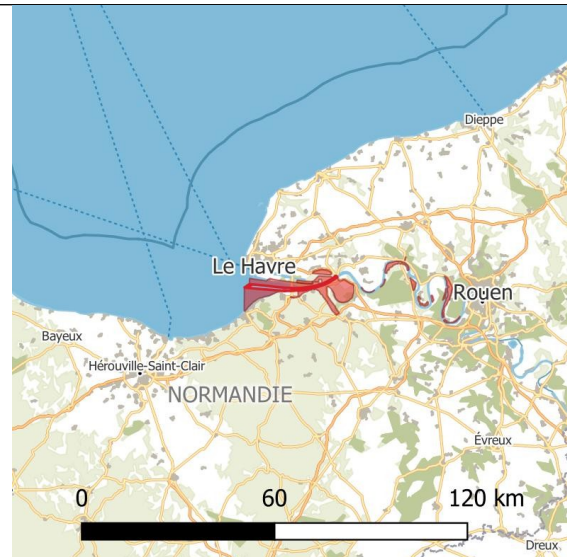 Dieppe
Le Havre
Rouen
Bayeux
Hérouville-Saint-Clair
NORMANDIE
Évreux
0 60 120 km
Dreux